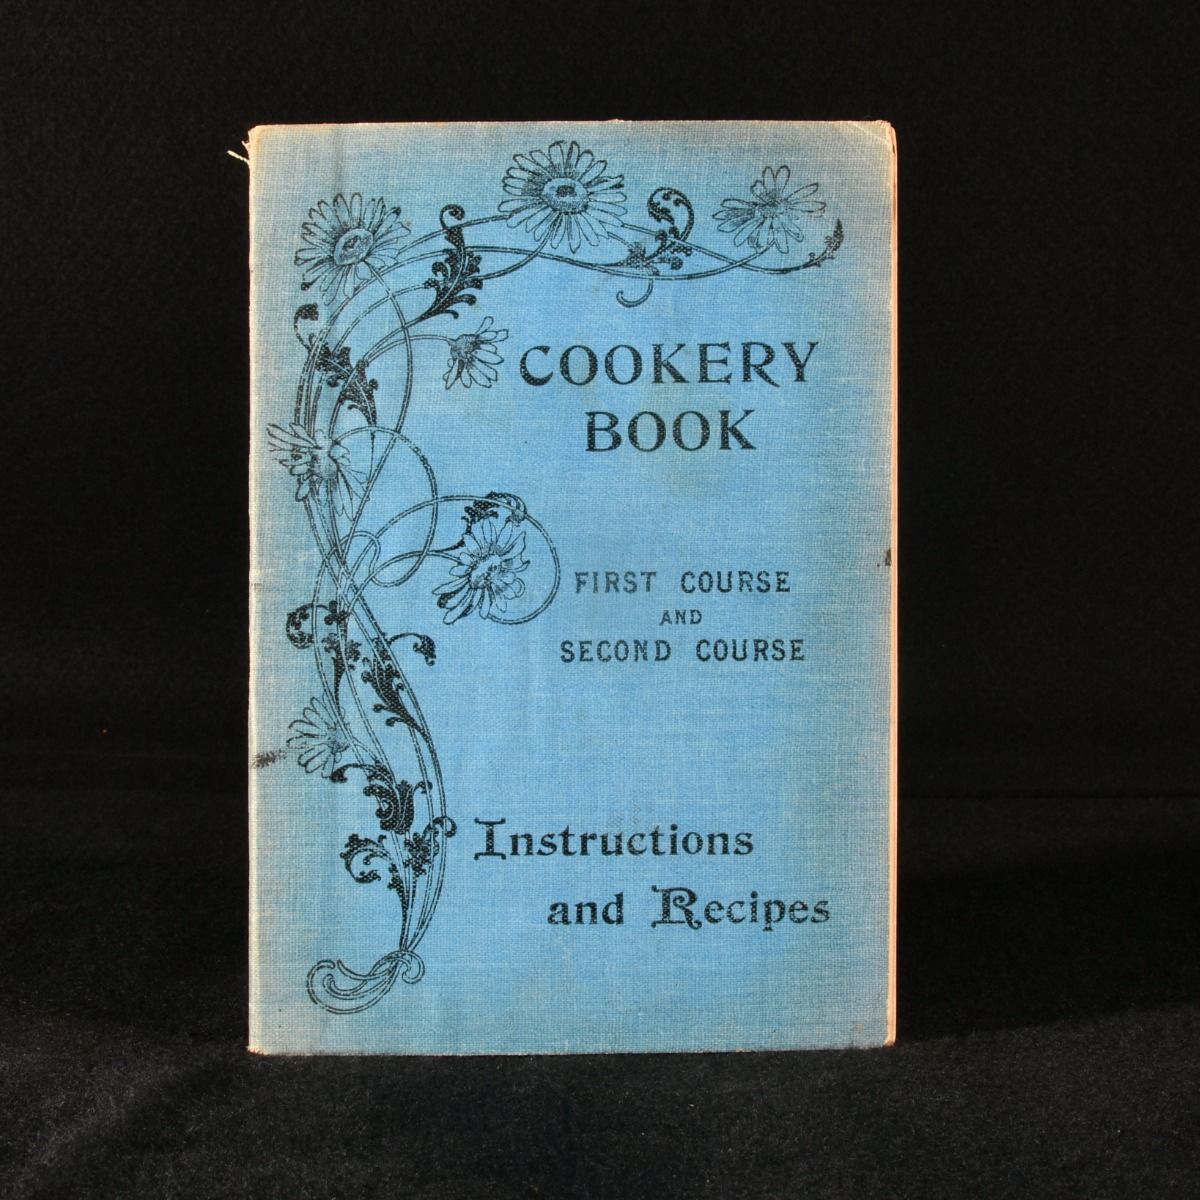 COOKERY
BOOK
FIRST COURSE
AND
SECOND COURSE
Instructions
and Recipes